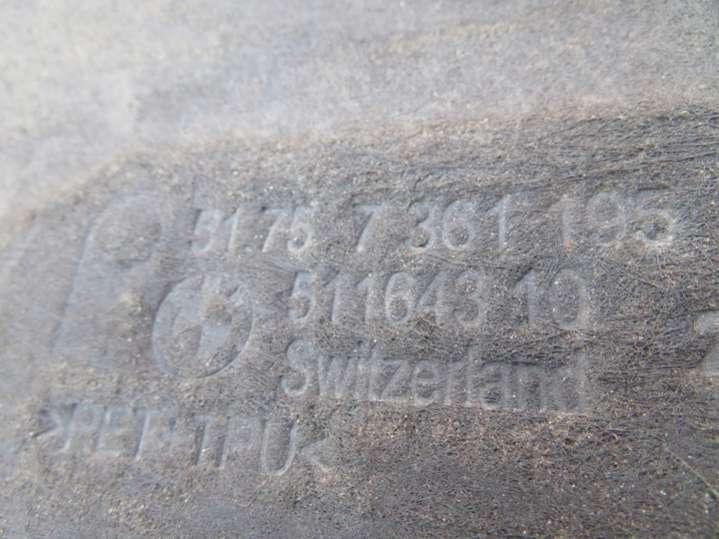 51.75 7 361 195
511643 10
Switzerland
>PET+TPU<